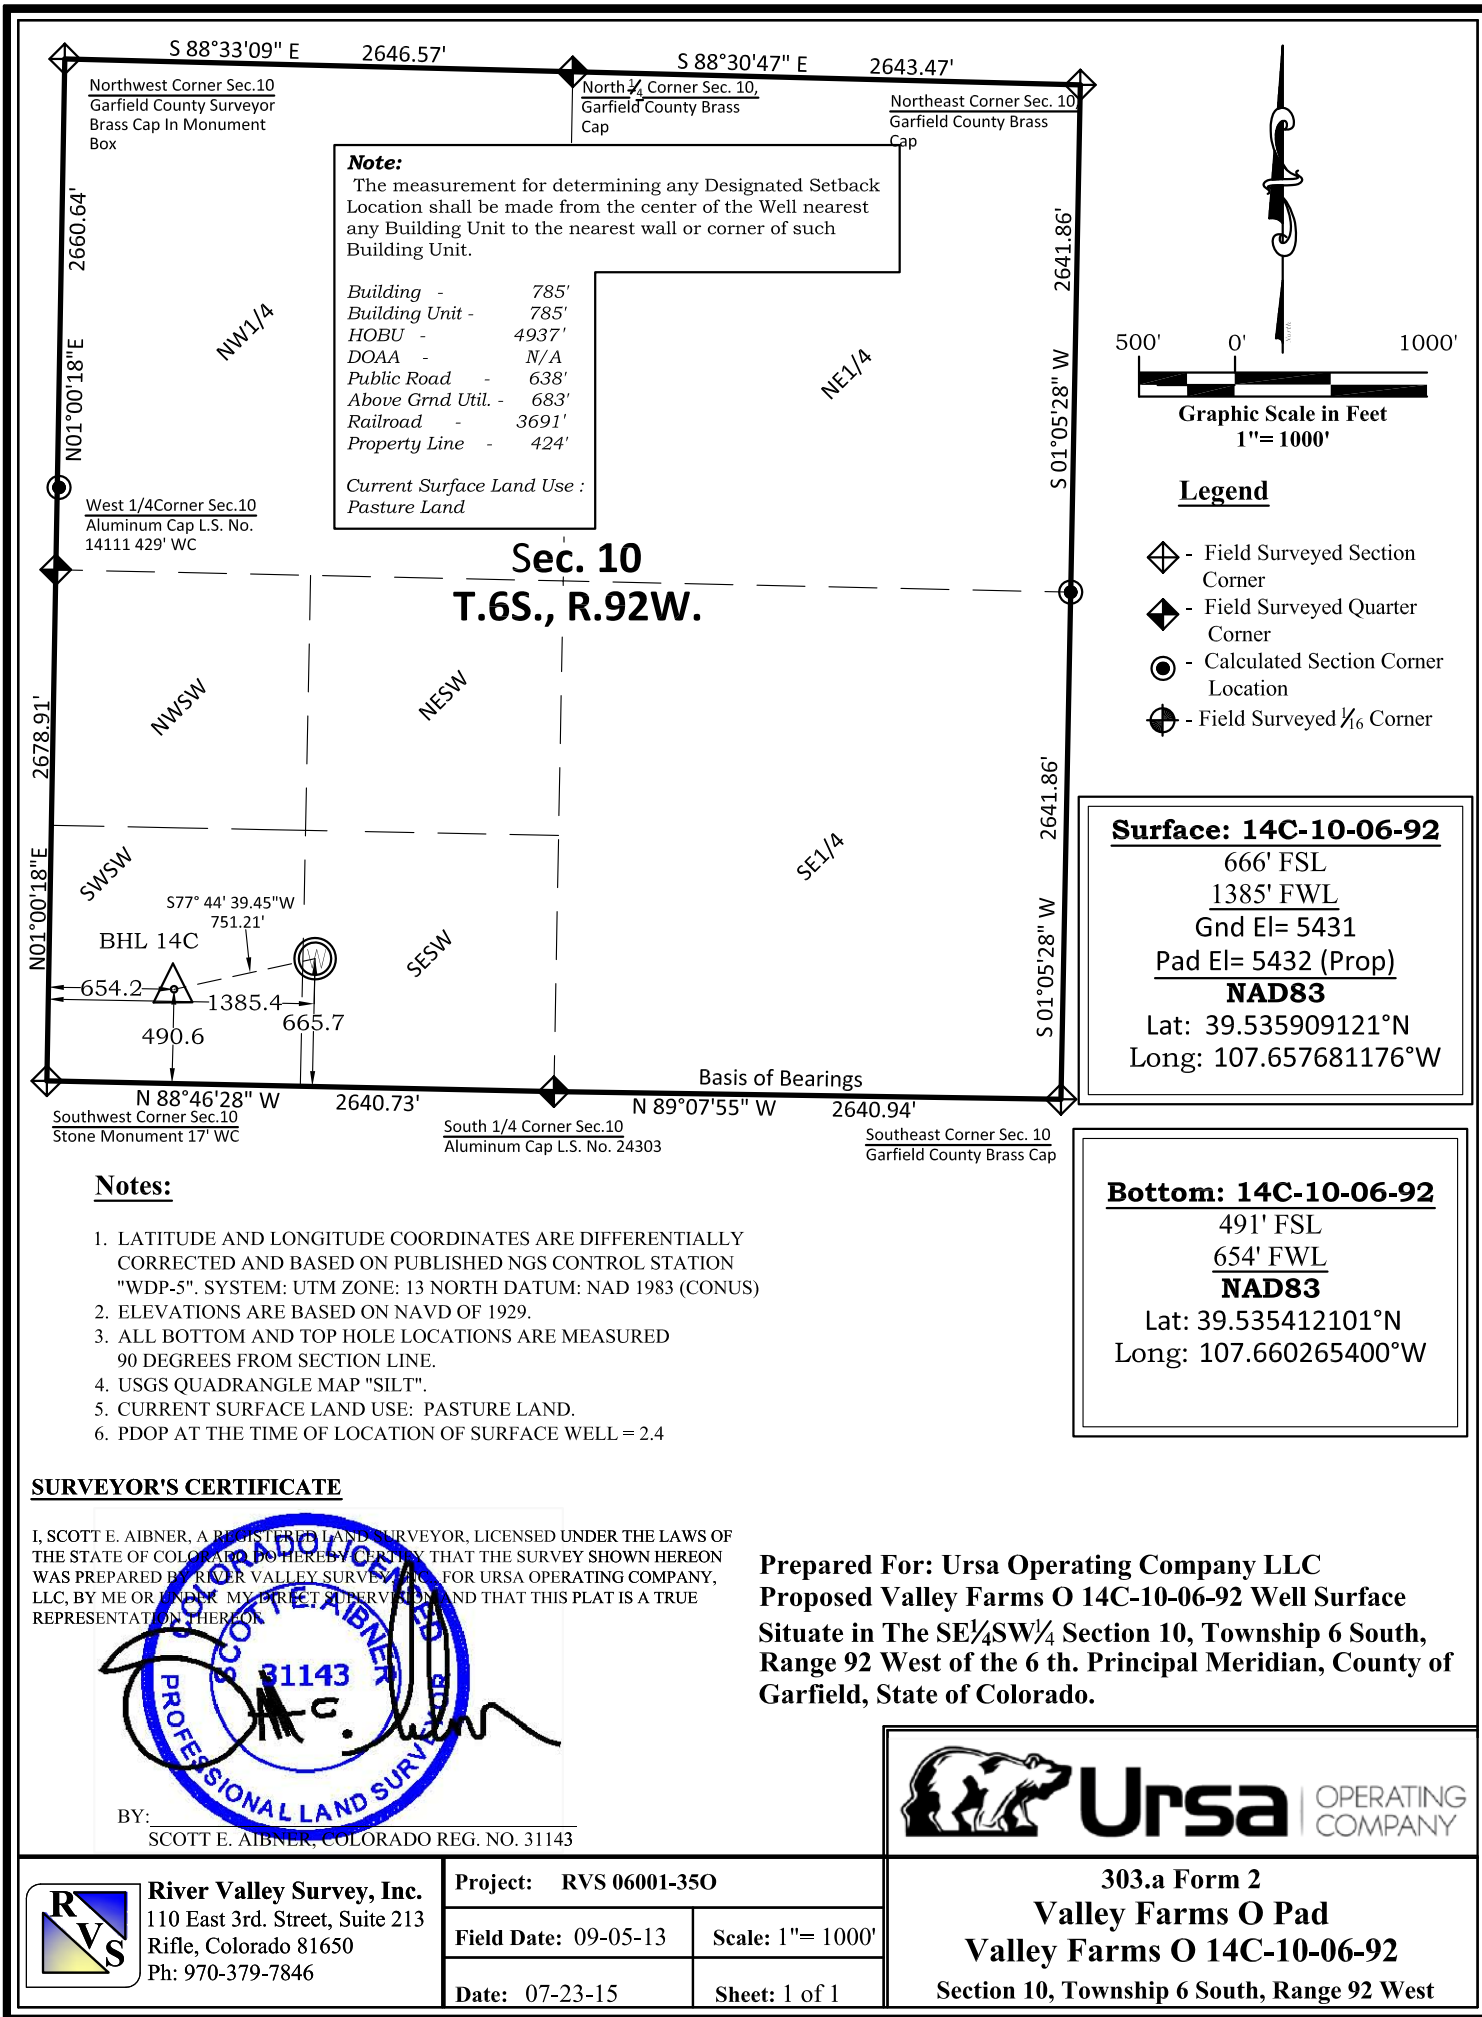 S 88°33'09" E 2646.57'
S 88°30'47" E 2643.47'
Northwest Corner Sec.10
Garfield County Surveyor
Brass Cap In Monument
Box
North 1/4 Corner Sec. 10,
Garfield County Brass
Cap
Northeast Corner Sec. 10,
Garfield County Brass
Cap
Note:
The measurement for determining any Designated Setback
Location shall be made from the center of the Well nearest
any Building Unit to the nearest wall or corner of such
Building Unit.
Building - 785'
Building Unit - 785'
HOBU - 4937'
DOAA - N/A
Public Road - 638'
Above Grnd Util. - 683'
Railroad - 3691'
Property Line - 424'
Current Surface Land Use :
Pasture Land
N01°00'18"E 2660.64'
NW1/4
NE1/4
S 01°05'28" W 2641.86'
West 1/4Corner Sec.10
Aluminum Cap L.S. No.
14111 429' WC
Sec. 10
T.6S., R.92W.
NWSW
NESW
N01°00'18"E 2678.91'
SWSW
SESW
SE1/4
S 01°05'28" W 2641.86'
S77° 44' 39.45"W
751.21'
BHL 14C
W
654.2
1385.4
490.6
665.7
N 88°46'28" W 2640.73'
Basis of Bearings
N 89°07'55" W 2640.94'
Southwest Corner Sec.10
Stone Monument 17' WC
South 1/4 Corner Sec.10
Aluminum Cap L.S. No. 24303
Southeast Corner Sec. 10
Garfield County Brass Cap
North
500' 0' 1000'
Graphic Scale in Feet
1"= 1000'
Legend
- Field Surveyed Section
Corner
- Field Surveyed Quarter
Corner
- Calculated Section Corner
Location
- Field Surveyed 1/16 Corner
Surface: 14C-10-06-92
666' FSL
1385' FWL
Gnd El= 5431
Pad El= 5432 (Prop)
NAD83
Lat: 39.535909121°N
Long: 107.657681176°W
Bottom: 14C-10-06-92
491' FSL
654' FWL
NAD83
Lat: 39.535412101°N
Long: 107.660265400°W
Notes:
1. LATITUDE AND LONGITUDE COORDINATES ARE DIFFERENTIALLY
CORRECTED AND BASED ON PUBLISHED NGS CONTROL STATION
"WDP-5". SYSTEM: UTM ZONE: 13 NORTH DATUM: NAD 1983 (CONUS)
2. ELEVATIONS ARE BASED ON NAVD OF 1929.
3. ALL BOTTOM AND TOP HOLE LOCATIONS ARE MEASURED
90 DEGREES FROM SECTION LINE.
4. USGS QUADRANGLE MAP "SILT".
5. CURRENT SURFACE LAND USE: PASTURE LAND.
6. PDOP AT THE TIME OF LOCATION OF SURFACE WELL = 2.4
SURVEYOR'S CERTIFICATE
I, SCOTT E. AIBNER, A REGISTERED LAND SURVEYOR, LICENSED UNDER THE LAWS OF
THE STATE OF COLORADO DO HEREBY CERTIFY THAT THE SURVEY SHOWN HEREON
WAS PREPARED BY RIVER VALLEY SURVEY, FOR URSA OPERATING COMPANY,
LLC, BY ME OR UNDER MY DIRECT SUPERVISION AND THAT THIS PLAT IS A TRUE
REPRESENTATION THEREOF.
COLORADO LICENSED
SCOTT E. AIBNER
31143
PROFESSIONAL LAND SURVEYOR
BY:
SCOTT E. AIBNER, COLORADO REG. NO. 31143
Prepared For: Ursa Operating Company LLC
Proposed Valley Farms O 14C-10-06-92 Well Surface
Situate in The SE1/4SW1/4 Section 10, Township 6 South,
Range 92 West of the 6 th. Principal Meridian, County of
Garfield, State of Colorado.
Ursa OPERATING
COMPANY
RVS
River Valley Survey, Inc.
110 East 3rd. Street, Suite 213
Rifle, Colorado 81650
Ph: 970-379-7846
Project: RVS 06001-35O
Field Date: 09-05-13 Scale: 1"= 1000'
Date: 07-23-15 Sheet: 1 of 1
303.a Form 2
Valley Farms O Pad
Valley Farms O 14C-10-06-92
Section 10, Township 6 South, Range 92 West